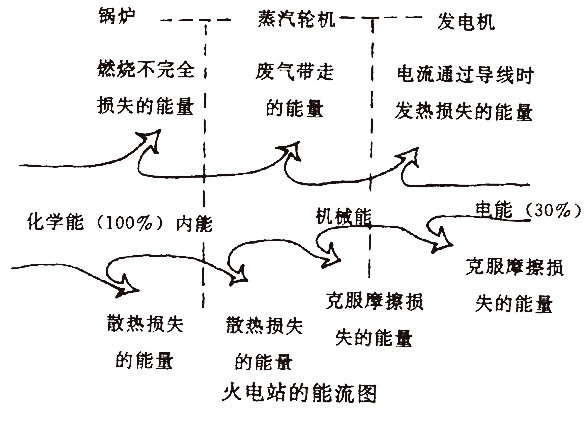 锅炉
蒸汽轮机
发电机
燃烧不完全
损失的能量
废气带走
的能量
电流通过导线时
发热损失的能量
化学能（100%）内能
机械能
电能（30%）
散热损失
的能量
散热损失
的能量
克服摩擦损
失的能量
克服摩擦损
失的能量
火电站的能流图